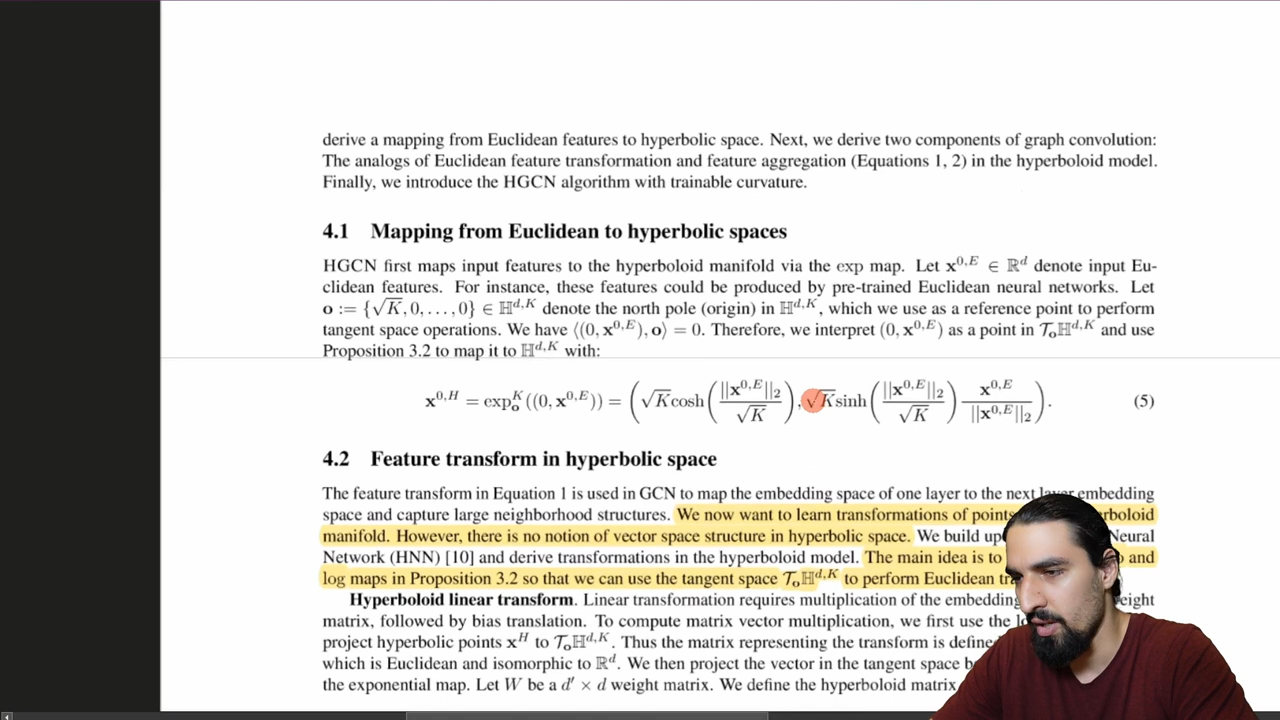 derive a mapping from Euclidean features to hyperbolic space. Next, we derive two components of graph convolution:
The analogs of Euclidean feature transformation and feature aggregation (Equations 1, 2) in the hyperboloid model.
Finally, we introduce the HGCN algorithm with trainable curvature.
4.1 Mapping from Euclidean to hyperbolic spaces
HGCN first maps input features to the hyperboloid manifold via the exp map. Let x^{0,E} ∈ ℝ^d denote input Eu-
clidean features. For instance, these features could be produced by pre-trained Euclidean neural networks. Let
o := {√K, 0, . . . , 0} ∈ ℍ^{d,K} denote the north pole (origin) in ℍ^{d,K}, which we use as a reference point to perform
tangent space operations. We have ⟨(0, x^{0,E}), o⟩ = 0. Therefore, we interpret (0, x^{0,E}) as a point in 𝒯_oℍ^{d,K} and use
Proposition 3.2 to map it to ℍ^{d,K} with:
x^{0,H} = exp_o^K((0, x^{0,E})) = (√K cosh(||x^{0,E}||_2 / √K), √K sinh(||x^{0,E}||_2 / √K) x^{0,E} / ||x^{0,E}||_2). (5)
4.2 Feature transform in hyperbolic space
The feature transform in Equation 1 is used in GCN to map the embedding space of one layer to the next layer embedding
space and capture large neighborhood structures. We now want to learn transformations of points
manifold. However, there is no notion of vector space structure in hyperbolic space. We build up Neural
Network (HNN) [10] and derive transformations in the hyperboloid model. The main idea is to and
log maps in Proposition 3.2 so that we can use the tangent space 𝒯_oℍ^{d,K} to perform Euclidean
Hyperboloid linear transform. Linear transformation requires multiplication of the embedding
matrix, followed by bias translation. To compute matrix vector multiplication, we first use the
project hyperbolic points x^H to 𝒯_oℍ^{d,K}. Thus the matrix representing the transform is
which is Euclidean and isomorphic to ℝ^d. We then project the vector in the tangent space
the exponential map. Let W be a d′ × d weight matrix. We define the hyperboloid matrix